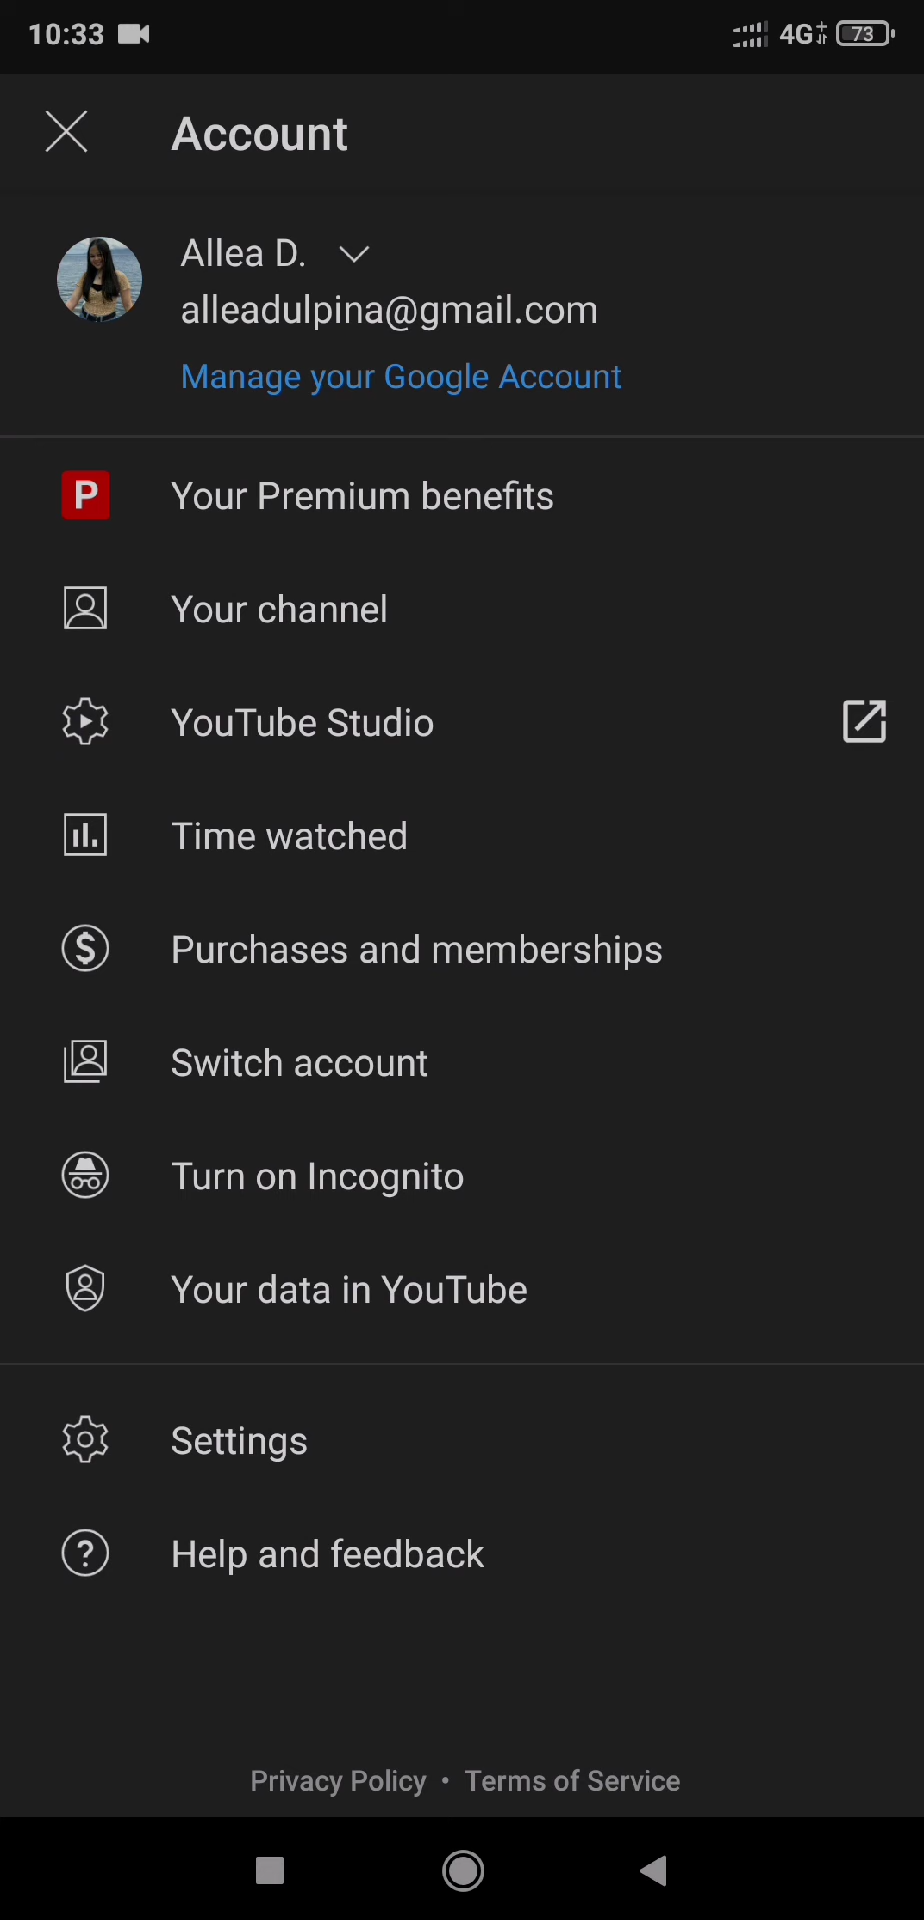 10:33 4G+ 73
Account
Allea D.
alleadulpina@gmail.com
Manage your Google Account
P Your Premium benefits
Your channel
YouTube Studio
Time watched
$ Purchases and memberships
Switch account
Turn on Incognito
Your data in YouTube
Settings
? Help and feedback
Privacy Policy • Terms of Service